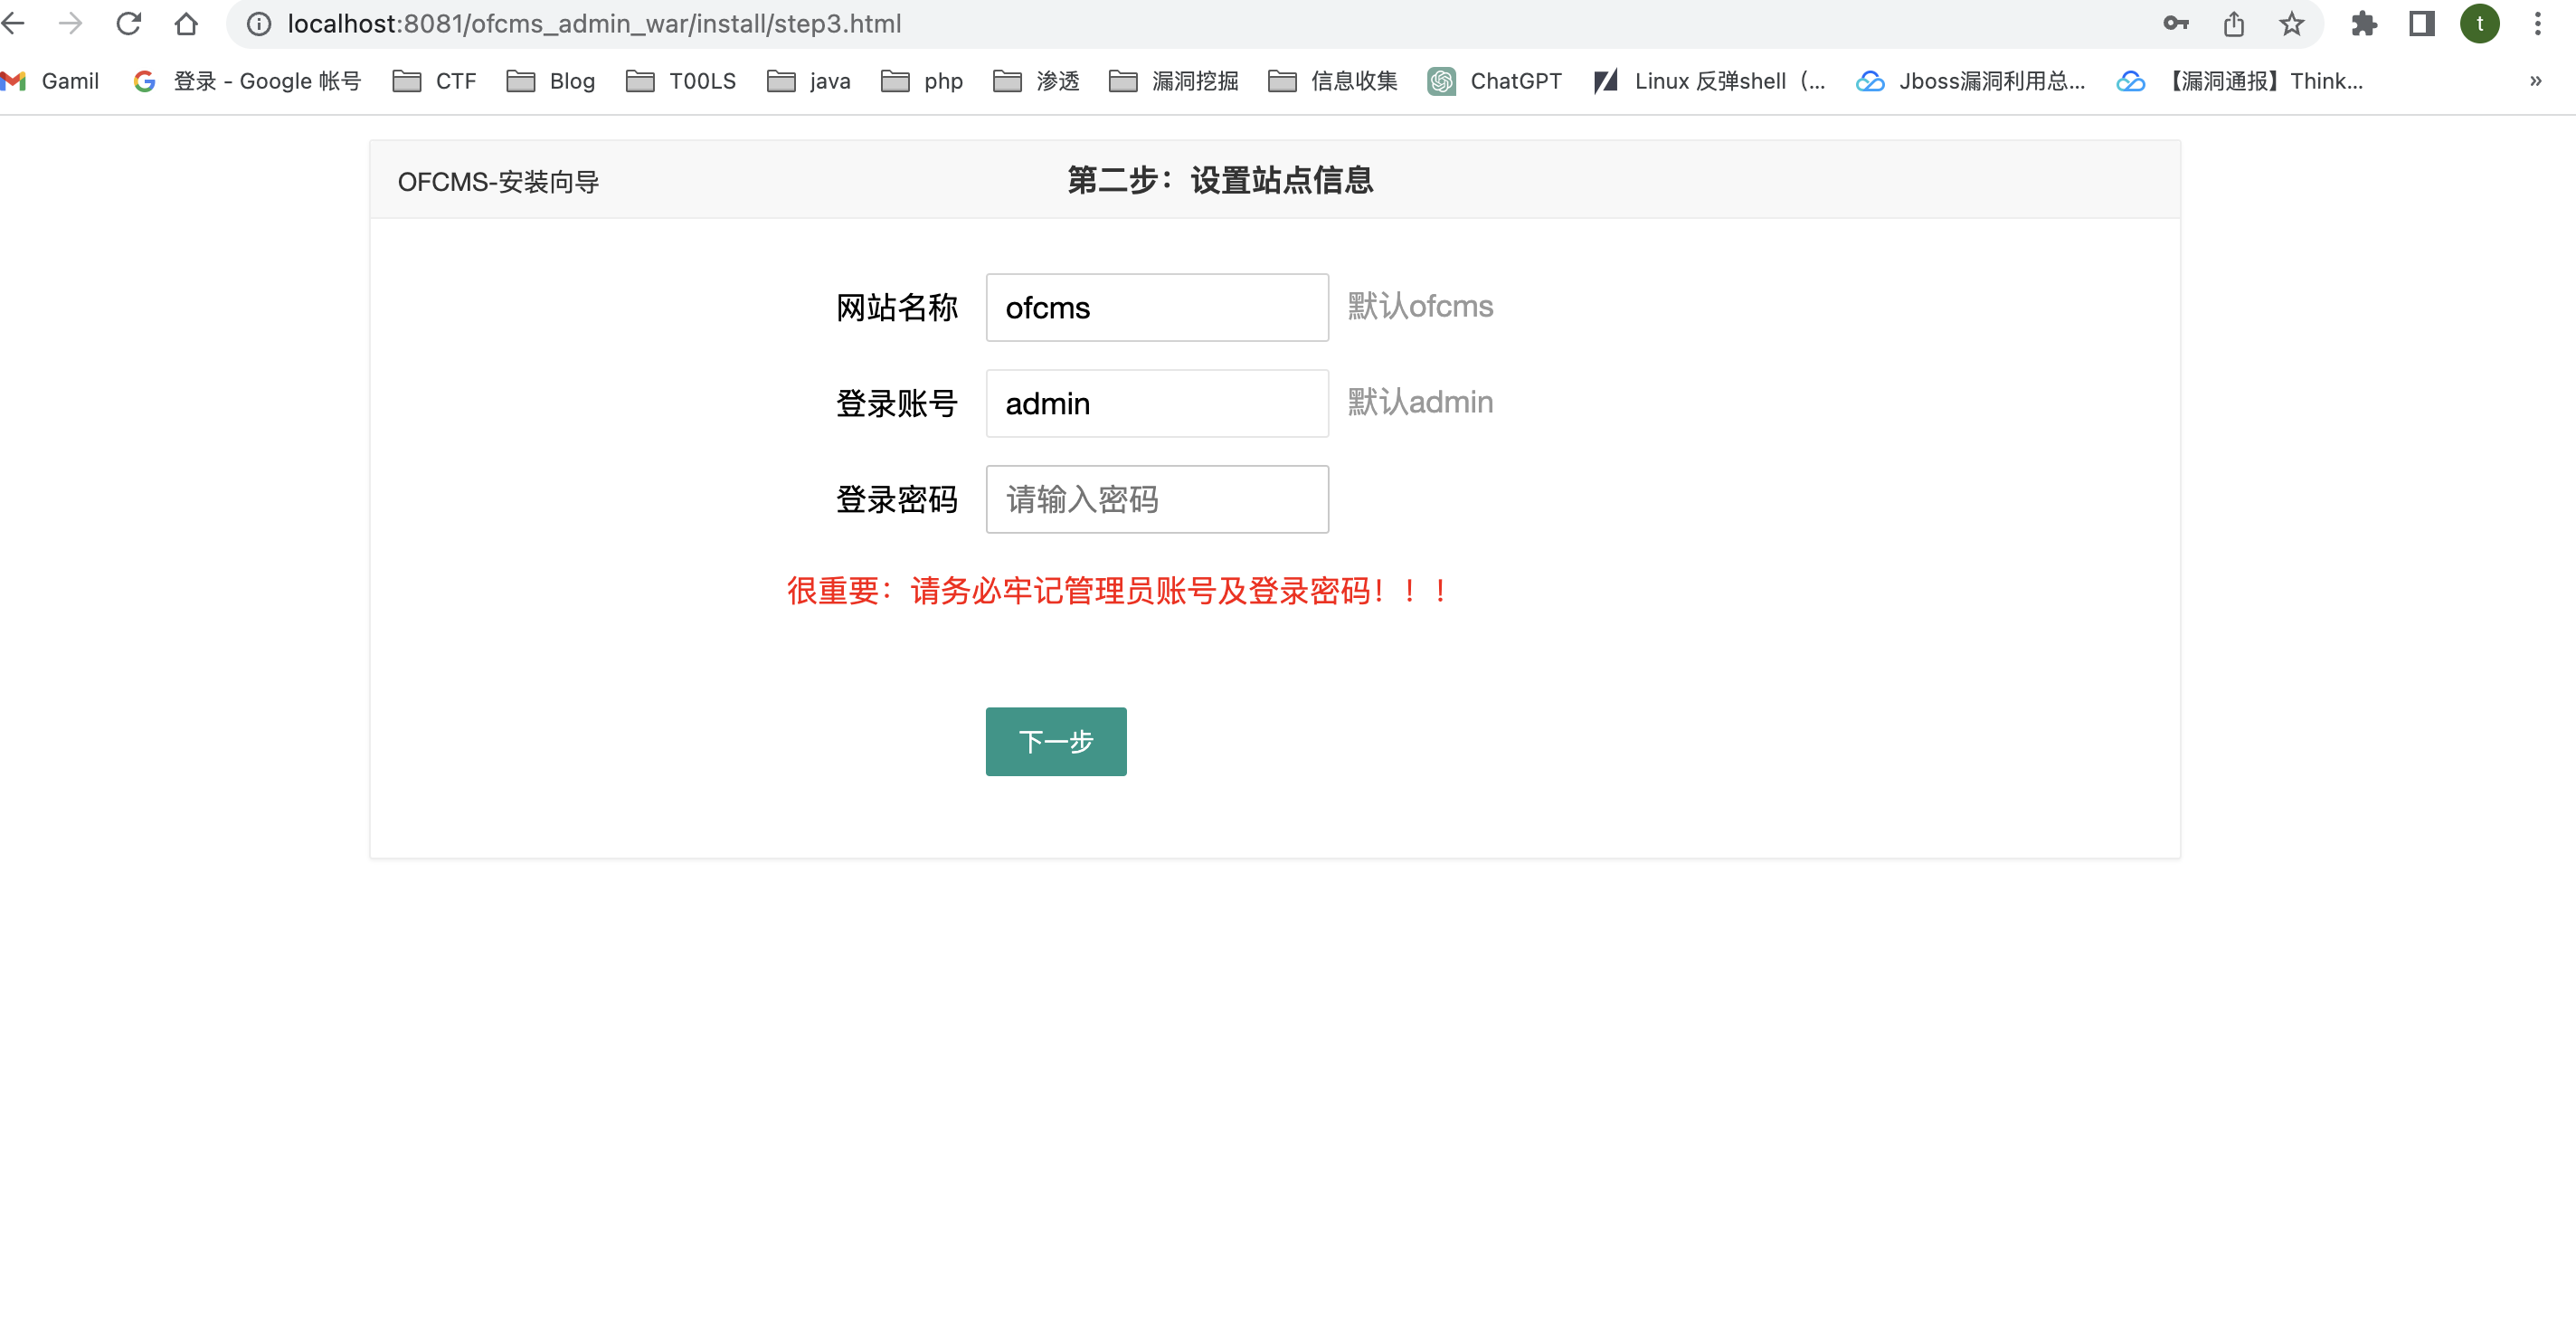 localhost:8081/ofcms_admin_war/install/step3.html
t
Gamil 登录 - Google 帐号 CTF Blog T00LS java php 渗透 漏洞挖掘 信息收集 ChatGPT Linux 反弹shell（... Jboss漏洞利用总... 【漏洞通报】Think... »
OFCMS-安装向导 第二步：设置站点信息
网站名称 ofcms 默认ofcms
登录账号 admin 默认admin
登录密码 请输入密码
很重要：请务必牢记管理员账号及登录密码！！！
下一步